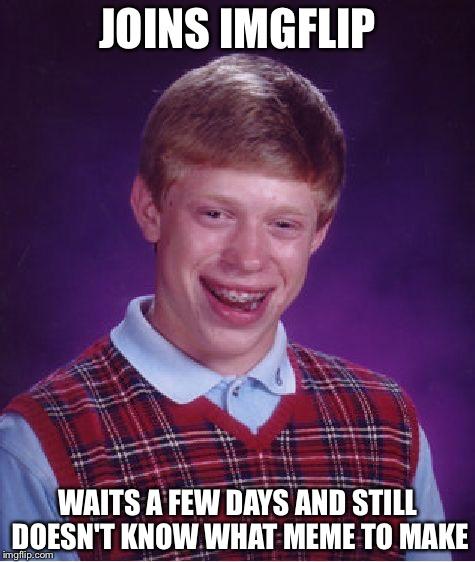 JOINS IMGFLIP
WAITS A FEW DAYS AND STILL
DOESN'T KNOW WHAT MEME TO MAKE
imgflip.com